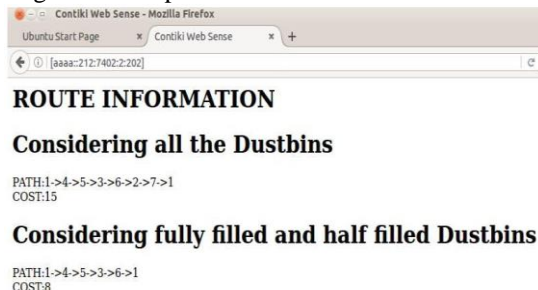 Contiki Web Sense - Mozilla Firefox
Ubuntu Start Page × Contiki Web Sense × +
[aaaa::212:7402:2:202]
ROUTE INFORMATION
Considering all the Dustbins
PATH:1->4->5->3->6->2->7->1
COST:15
Considering fully filled and half filled Dustbins
PATH:1->4->5->3->6->1
COST:8